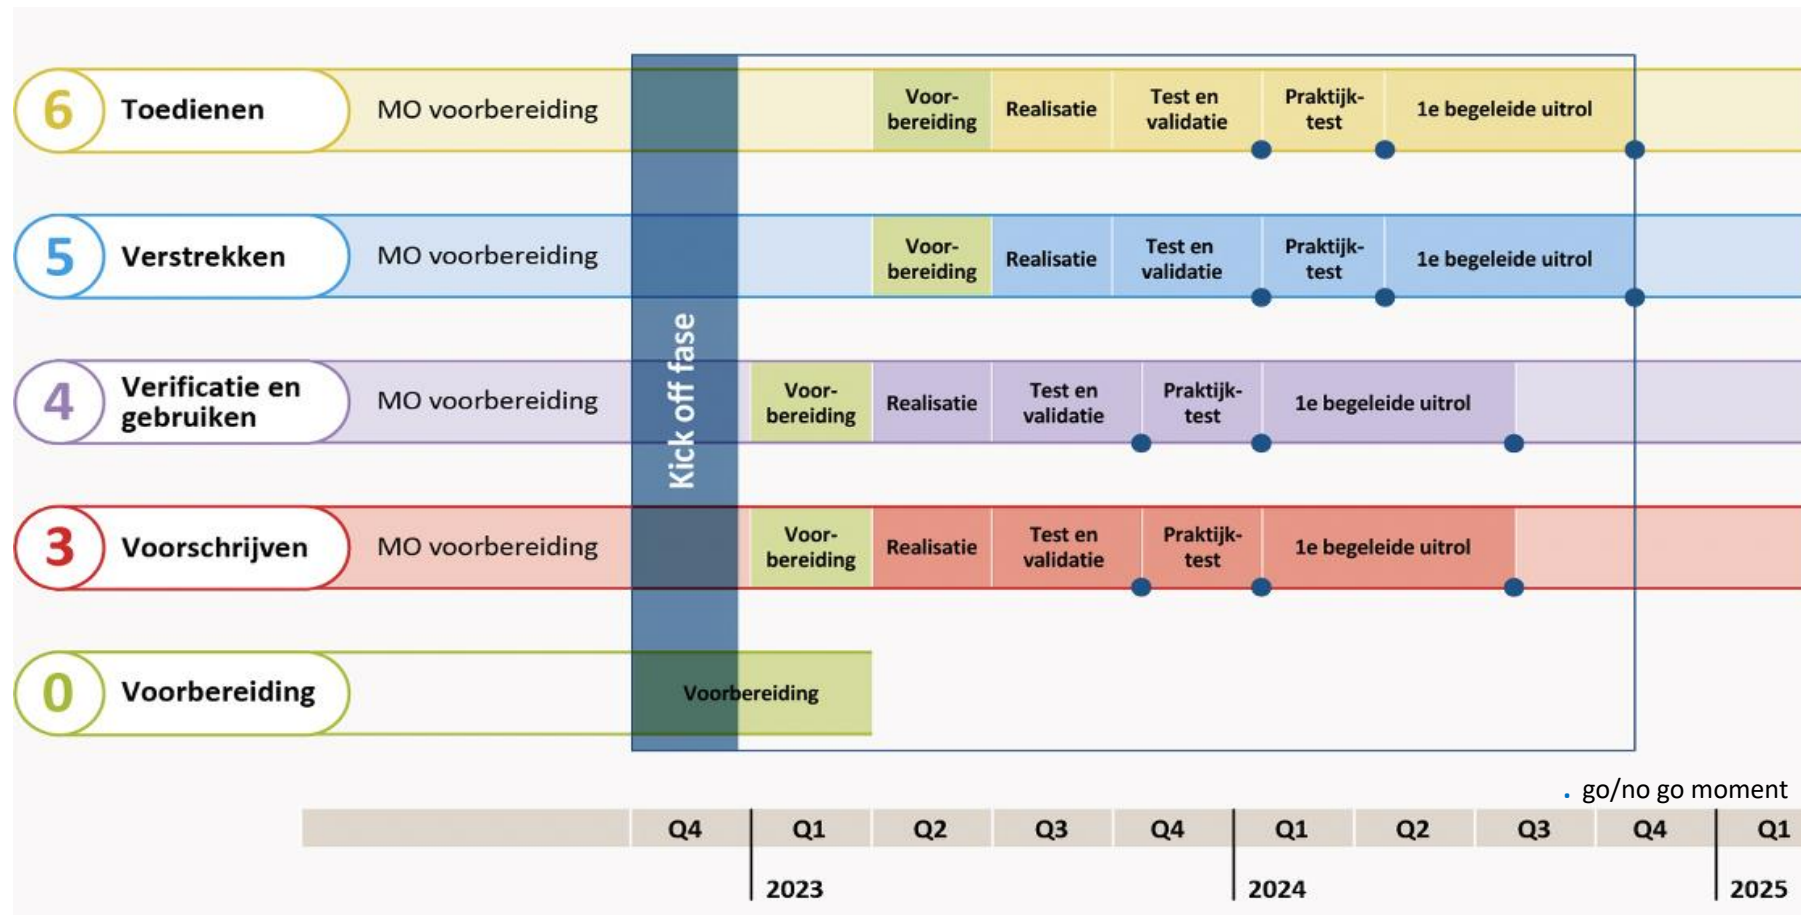 6
Toedienen
MO voorbereiding
Voor-
bereiding
Realisatie
Test en
validatie
Praktijk-
test
1e begeleide uitrol
5
Verstrekken
MO voorbereiding
Voor-
bereiding
Realisatie
Test en
validatie
Praktijk-
test
1e begeleide uitrol
Kick off fase
4
Verificatie en
gebruiken
MO voorbereiding
Voor-
bereiding
Realisatie
Test en
validatie
Praktijk-
test
1e begeleide uitrol
3
Voorschrijven
MO voorbereiding
Voor-
bereiding
Realisatie
Test en
validatie
Praktijk-
test
1e begeleide uitrol
0
Voorbereiding
Voorbereiding
. go/no go moment
Q4 Q1 Q2 Q3 Q4 Q1 Q2 Q3 Q4 Q1
2023 2024 2025